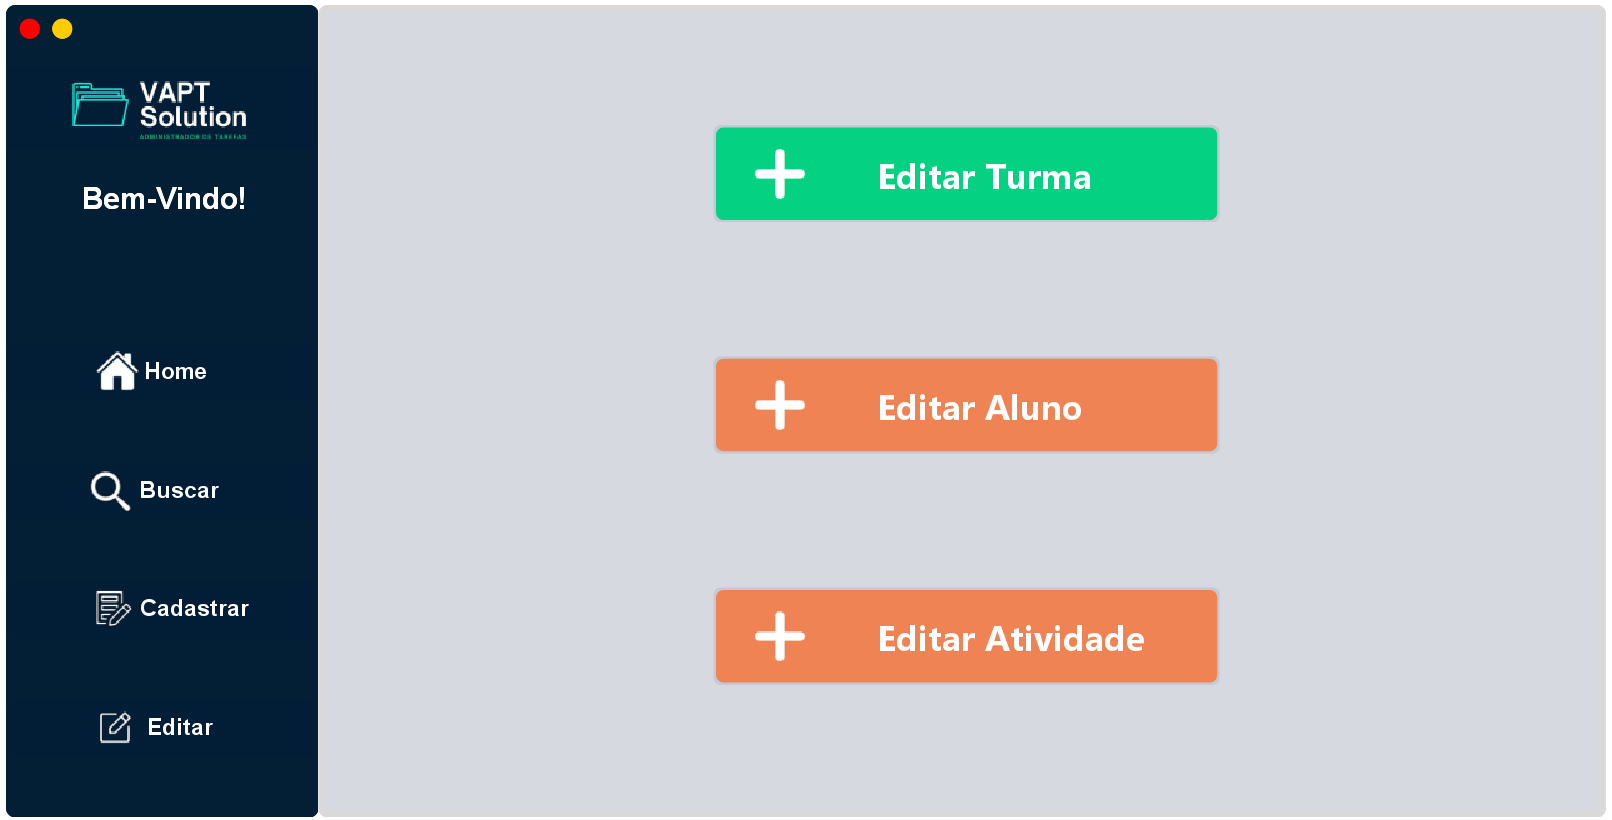 VAPT
Solution
ADMINISTRADOR DE TAREFAS
Bem-Vindo!
Home
Buscar
Cadastrar
Editar
Editar Turma
Editar Aluno
Editar Atividade